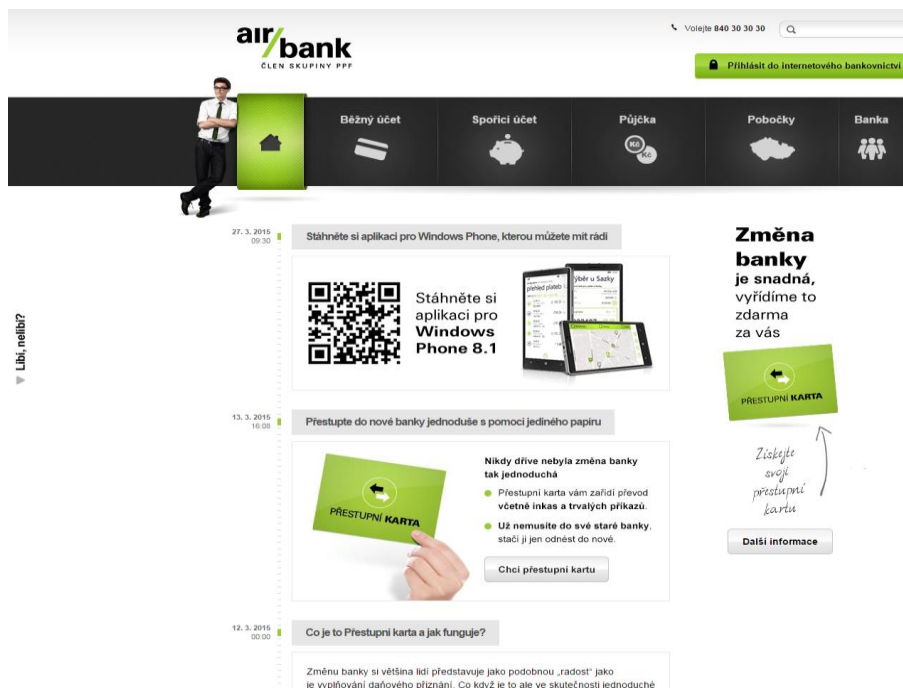 air bank
ČLEN SKUPINY PPF
Volejte 840 30 30 30
Přihlásit do internetového bankovnictví
Běžný účet
Spořicí účet
Půjčka
Pobočky
Banka
Kč
Kč
27. 3. 2015
09:30
Stáhněte si aplikaci pro Windows Phone, kterou můžete mít rádi
Stáhněte si
aplikaci pro
Windows
Phone 8.1
přehled plateb
výběr u Sazky
Změna
banky
je snadná,
vyřídíme to
zdarma
za vás
PŘESTUPNÍ KARTA
Získejte
svoji
přestupní
kartu
Další informace
Líbí, nelíbí?
13. 3. 2015
16:00
Přestupte do nové banky jednoduše s pomocí jediného papíru
PŘESTUPNÍ KARTA
Nikdy dříve nebyla změna banky
tak jednoduchá
Přestupní karta vám zařídí převod
včetně inkas a trvalých příkazů.
Už nemusíte do své staré banky,
stačí ji jen odnést do nové.
Chci přestupní kartu
12. 3. 2015
00:00
Co je to Přestupní karta a jak funguje?
Změnu banky si většina lidí představuje jako podobnou „radost" jako
je vyplňování daňového přiznání. Co když je to ale ve skutečnosti jednoduché